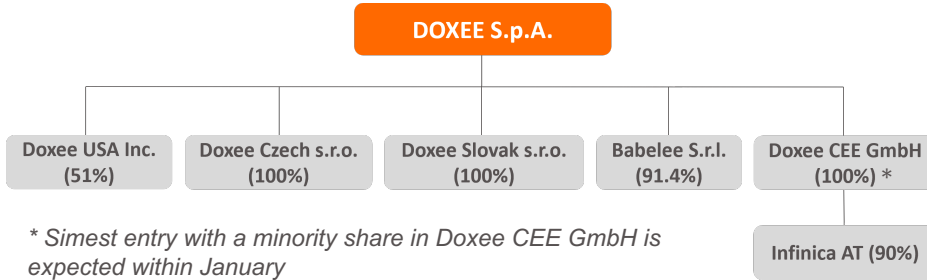 DOXEE S.p.A.
Doxee USA Inc.
(51%)
Doxee Czech s.r.o.
(100%)
Doxee Slovak s.r.o.
(100%)
Babelee S.r.l.
(91.4%)
Doxee CEE GmbH
(100%) *
* Simest entry with a minority share in Doxee CEE GmbH is
expected within January
Infinica AT (90%)